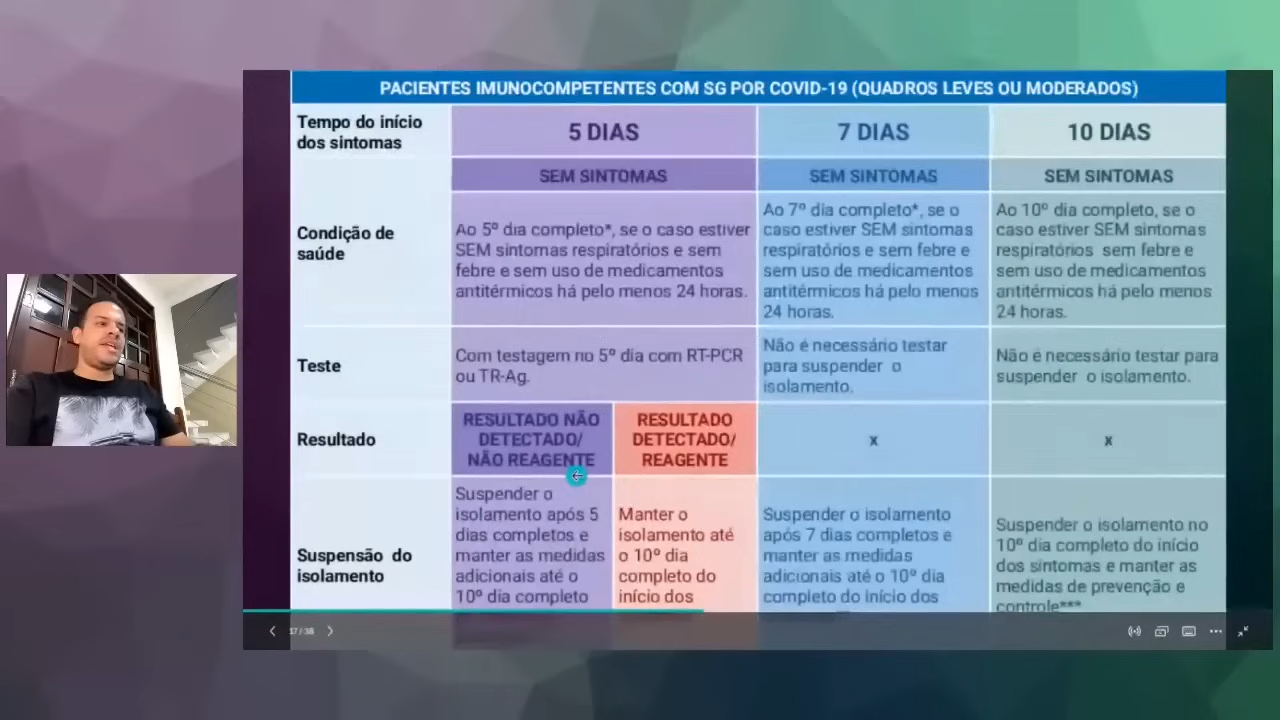 PACIENTES IMUNOCOMPETENTES COM SG POR COVID-19 (QUADROS LEVES OU MODERADOS)
Tempo do início
dos sintomas
5 DIAS
7 DIAS
10 DIAS
SEM SINTOMAS
SEM SINTOMAS
SEM SINTOMAS
Condição de
saúde
Ao 5º dia completo*, se o caso estiver
SEM sintomas respiratórios e sem
febre e sem uso de medicamentos
antitérmicos há pelo menos 24 horas.
Ao 7º dia completo*, se o
caso estiver SEM sintomas
respiratórios e sem febre e
sem uso de medicamentos
antitérmicos há pelo menos
24 horas.
Ao 10º dia completo, se o
caso estiver SEM sintomas
respiratórios sem febre e
sem uso de medicamentos
antitérmicos há pelo menos
24 horas.
Teste
Com testagem no 5º dia com RT-PCR
ou TR-Ag.
Não é necessário testar
para suspender o
isolamento.
Não é necessário testar para
suspender o isolamento.
Resultado
RESULTADO NÃO
DETECTADO/
NÃO REAGENTE
RESULTADO
DETECTADO/
REAGENTE
x
x
Suspensão do
isolamento
Suspender o
isolamento após 5
dias completos e
manter as medidas
adicionais até o
10º dia completo
Manter o
isolamento até
o 10º dia
completo do
início dos
Suspender o isolamento
após 7 dias completos e
manter as medidas
adicionais até o 10º dia
completo do início dos
Suspender o isolamento no
10º dia completo do início
dos sintomas e manter as
medidas de prevenção e
controle***
17/38